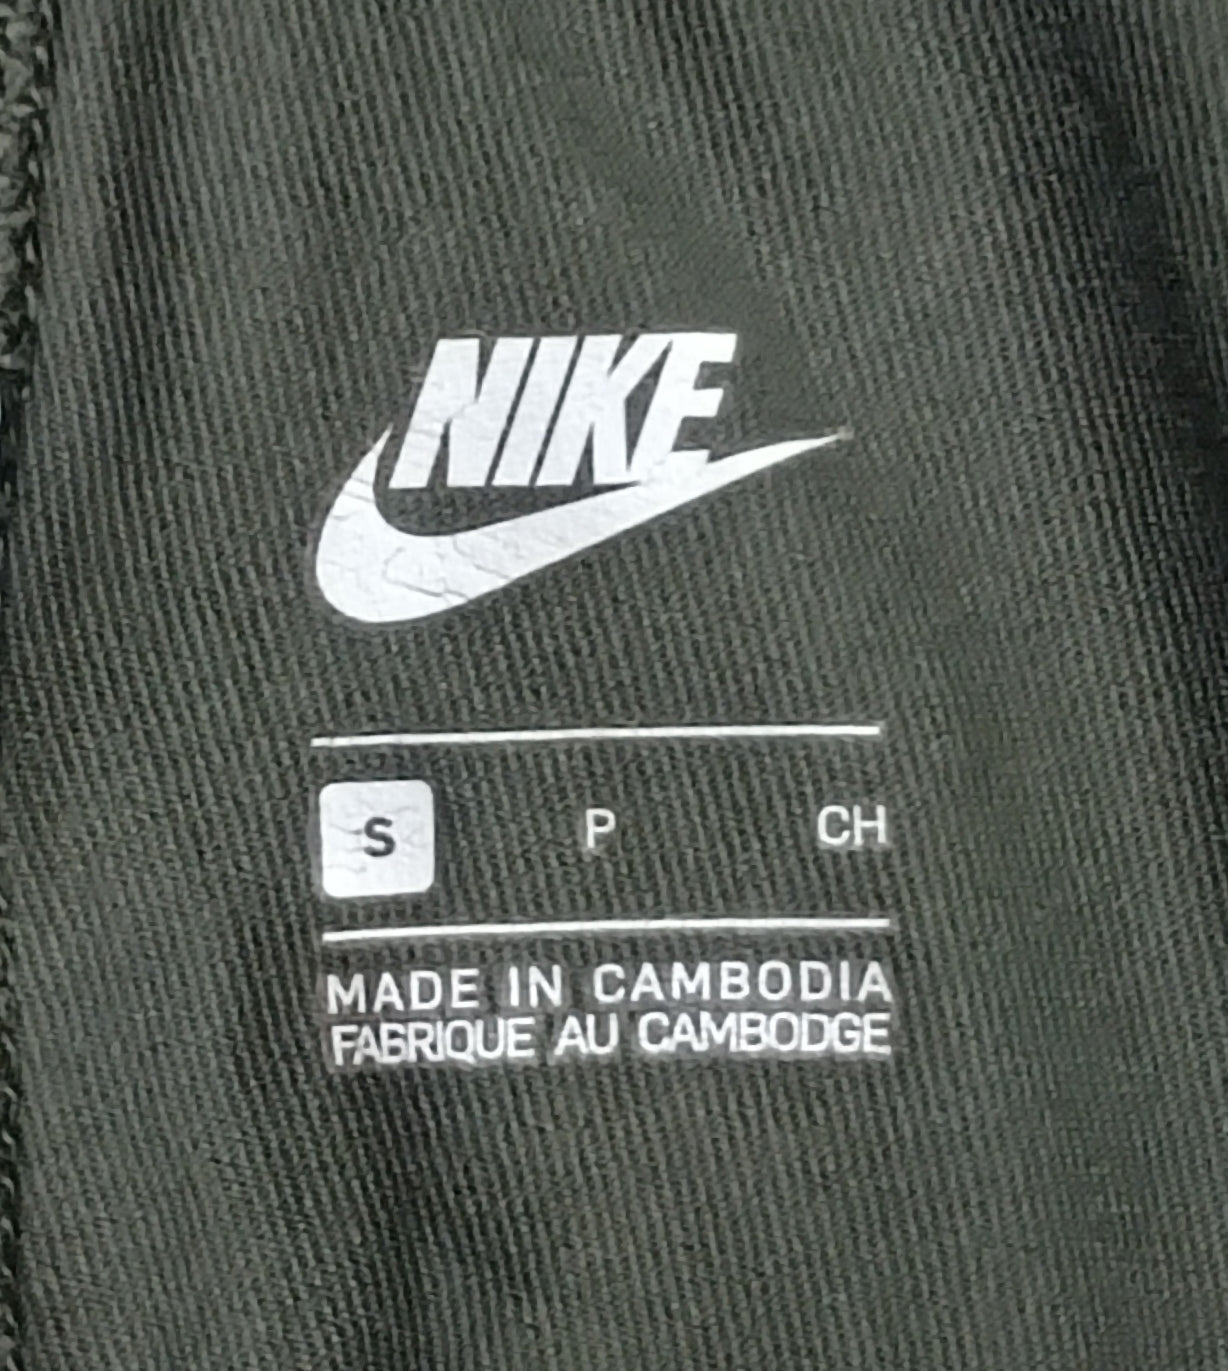 NIKE
S P CH
MADE IN CAMBODIA
FABRIQUE AU CAMBODGE